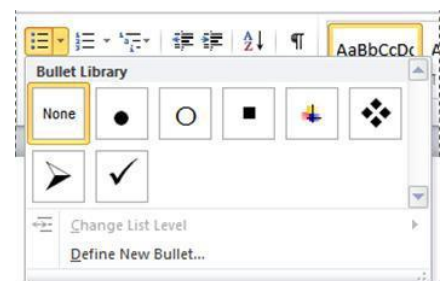 AaBbCcDc
Bullet Library
None
Change List Level
Define New Bullet...